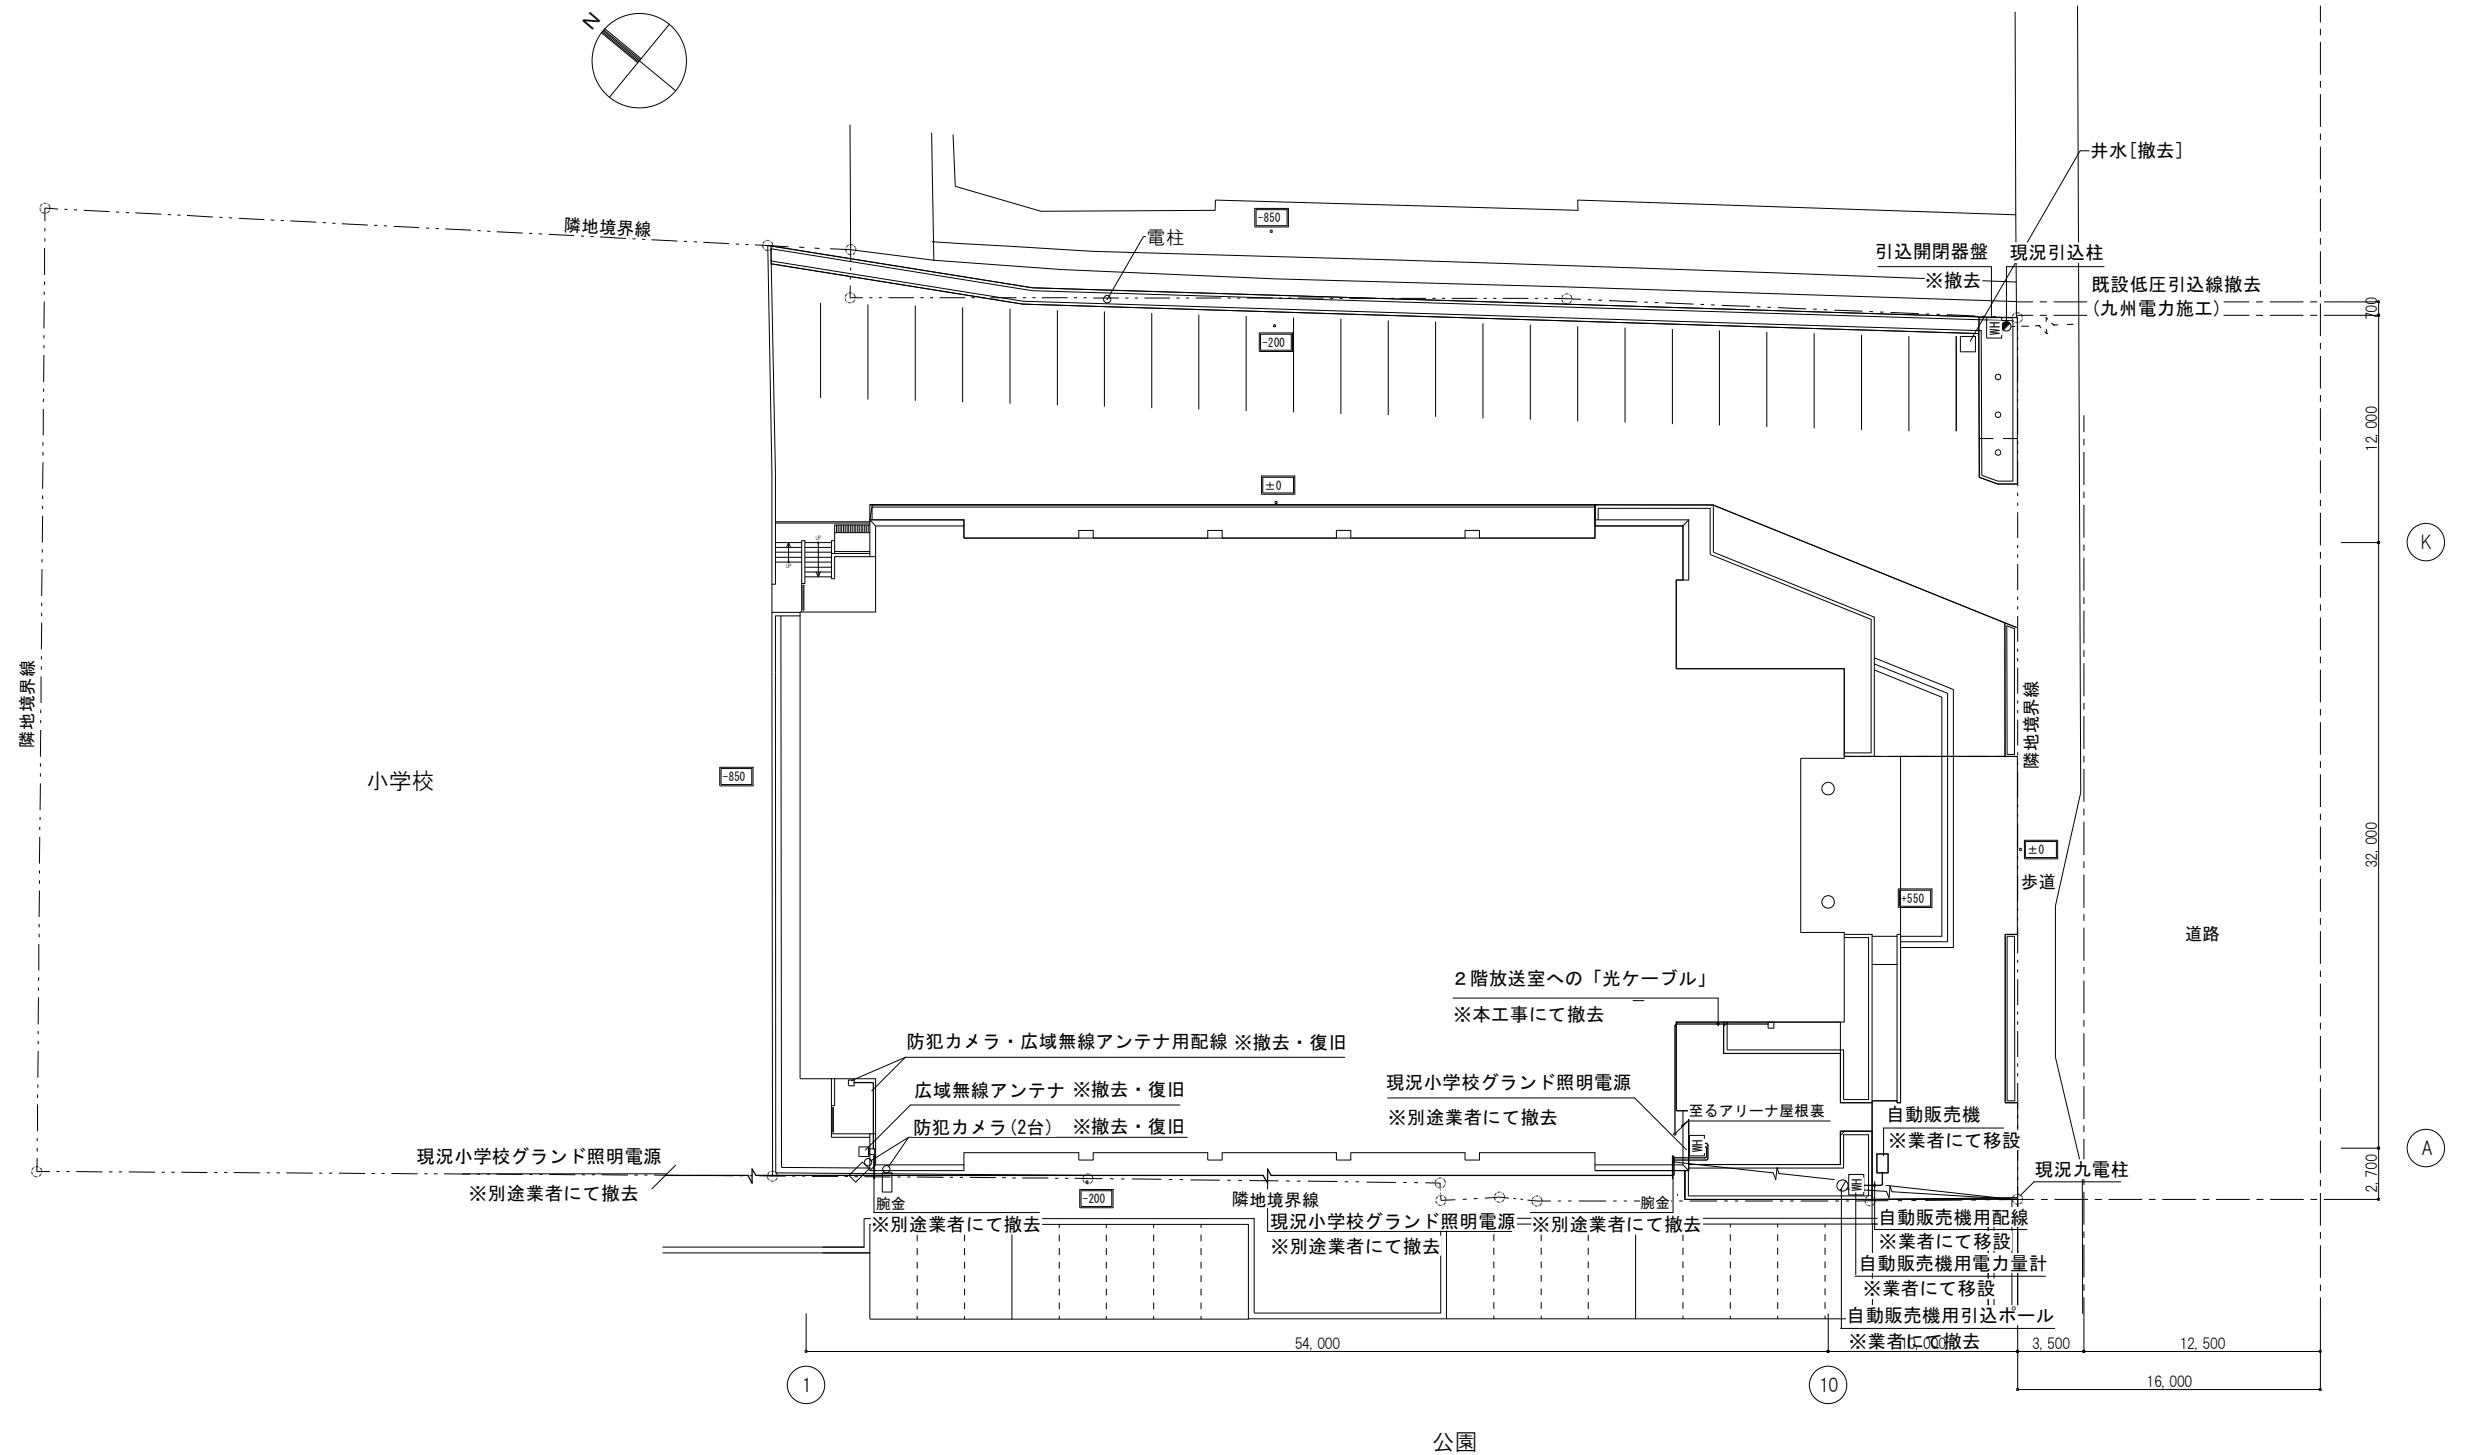 N
井水[撤去]
隣地境界線
-850
電柱
引込開閉器盤
現況引込柱
※撤去
既設低圧引込線撤去
(九州電力施工)
700
WH
-200
12,000
±0
K
UP
UP
隣地境界線
隣地境界線
小学校
-850
32,000
±0
歩道
+550
道路
２階放送室への「光ケーブル」
※本工事にて撤去
防犯カメラ・広域無線アンテナ用配線 ※撤去・復旧
現況小学校グランド照明電源
※別途業者にて撤去
広域無線アンテナ ※撤去・復旧
至るアリーナ屋根裏
自動販売機
※業者にて移設
防犯カメラ(2台) ※撤去・復旧
WH
A
現況小学校グランド照明電源
※別途業者にて撤去
2,700
現況九電柱
WH
-200
隣地境界線
腕金
※別途業者にて撤去
現況小学校グランド照明電源
※別途業者にて撤去
腕金
※別途業者にて撤去
自動販売機用配線
※業者にて移設
自動販売機用電力量計
※業者にて移設
自動販売機用引込ポール
※業者にて撤去
54,000
10,000
3,500
12,500
16,000
1
10
公園